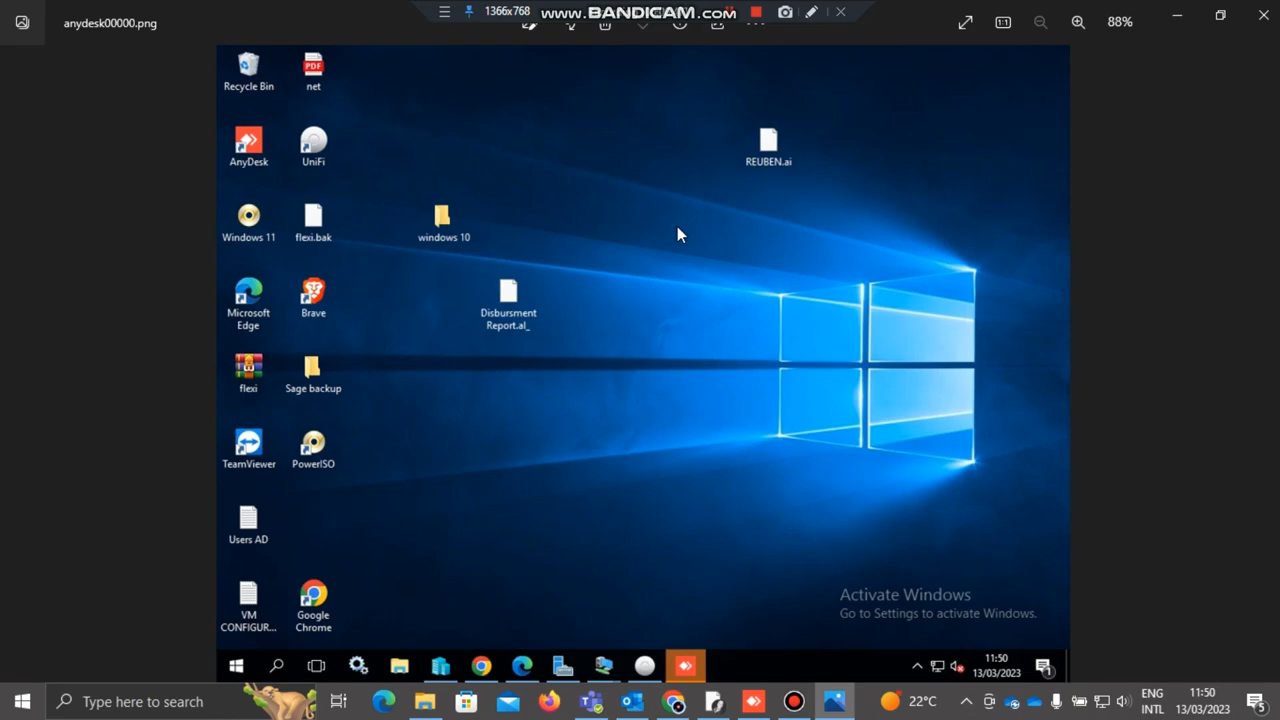 anydesk00000.png
1366x768
www.BANDICAM.com
88%
Recycle Bin
net
AnyDesk
UniFi
REUBEN.ai
Windows 11
flexi.bak
windows 10
Microsoft
Edge
Brave
Disbursment
Report.al_
flexi
Sage backup
TeamViewer
PowerISO
Users AD
VM
CONFIGUR...
Google
Chrome
Activate Windows
Go to Settings to activate Windows.
11:50
13/03/2023
1
Type here to search
22°C
ENG
INTL
11:50
13/03/2023
5